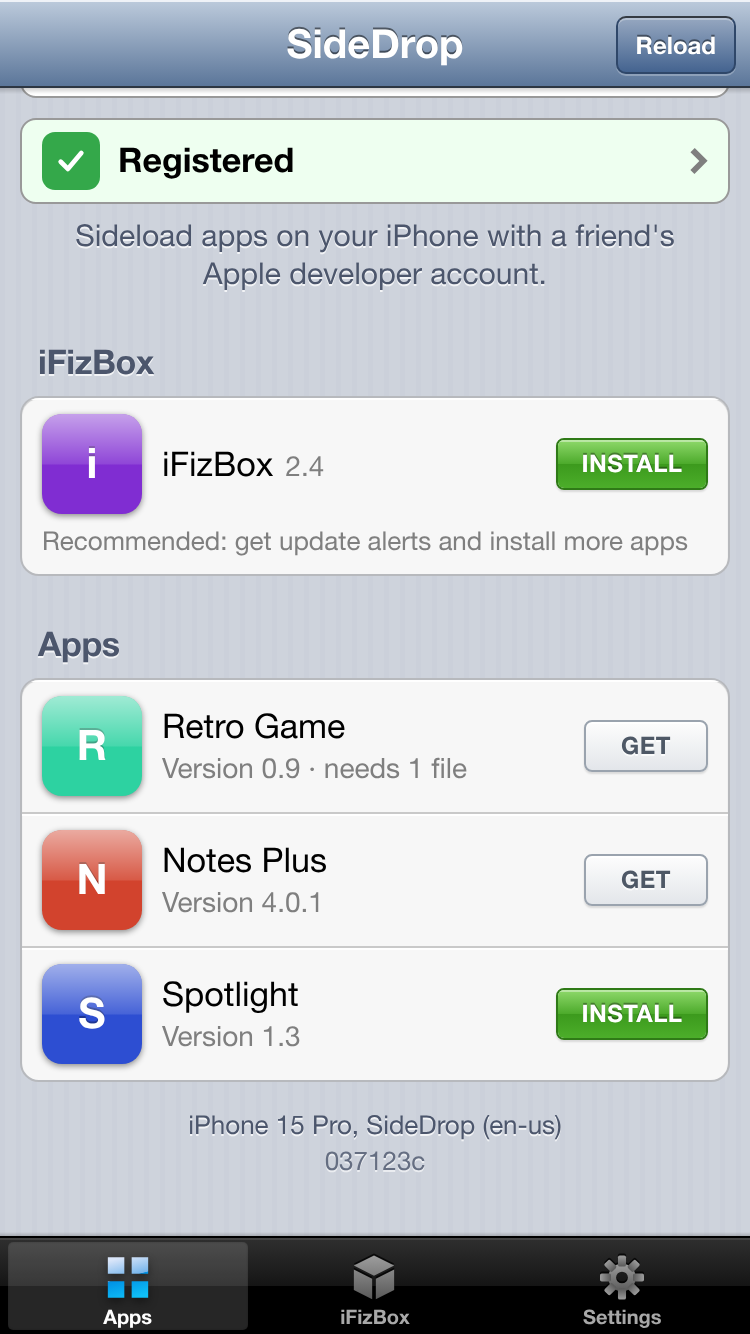 SideDrop
Reload
Registered
Sideload apps on your iPhone with a friend's
Apple developer account.
iFizBox
i
iFizBox 2.4
INSTALL
Recommended: get update alerts and install more apps
Apps
R
Retro Game
Version 0.9 · needs 1 file
GET
N
Notes Plus
Version 4.0.1
GET
S
Spotlight
Version 1.3
INSTALL
iPhone 15 Pro, SideDrop (en-us)
037123c
Apps
iFizBox
Settings